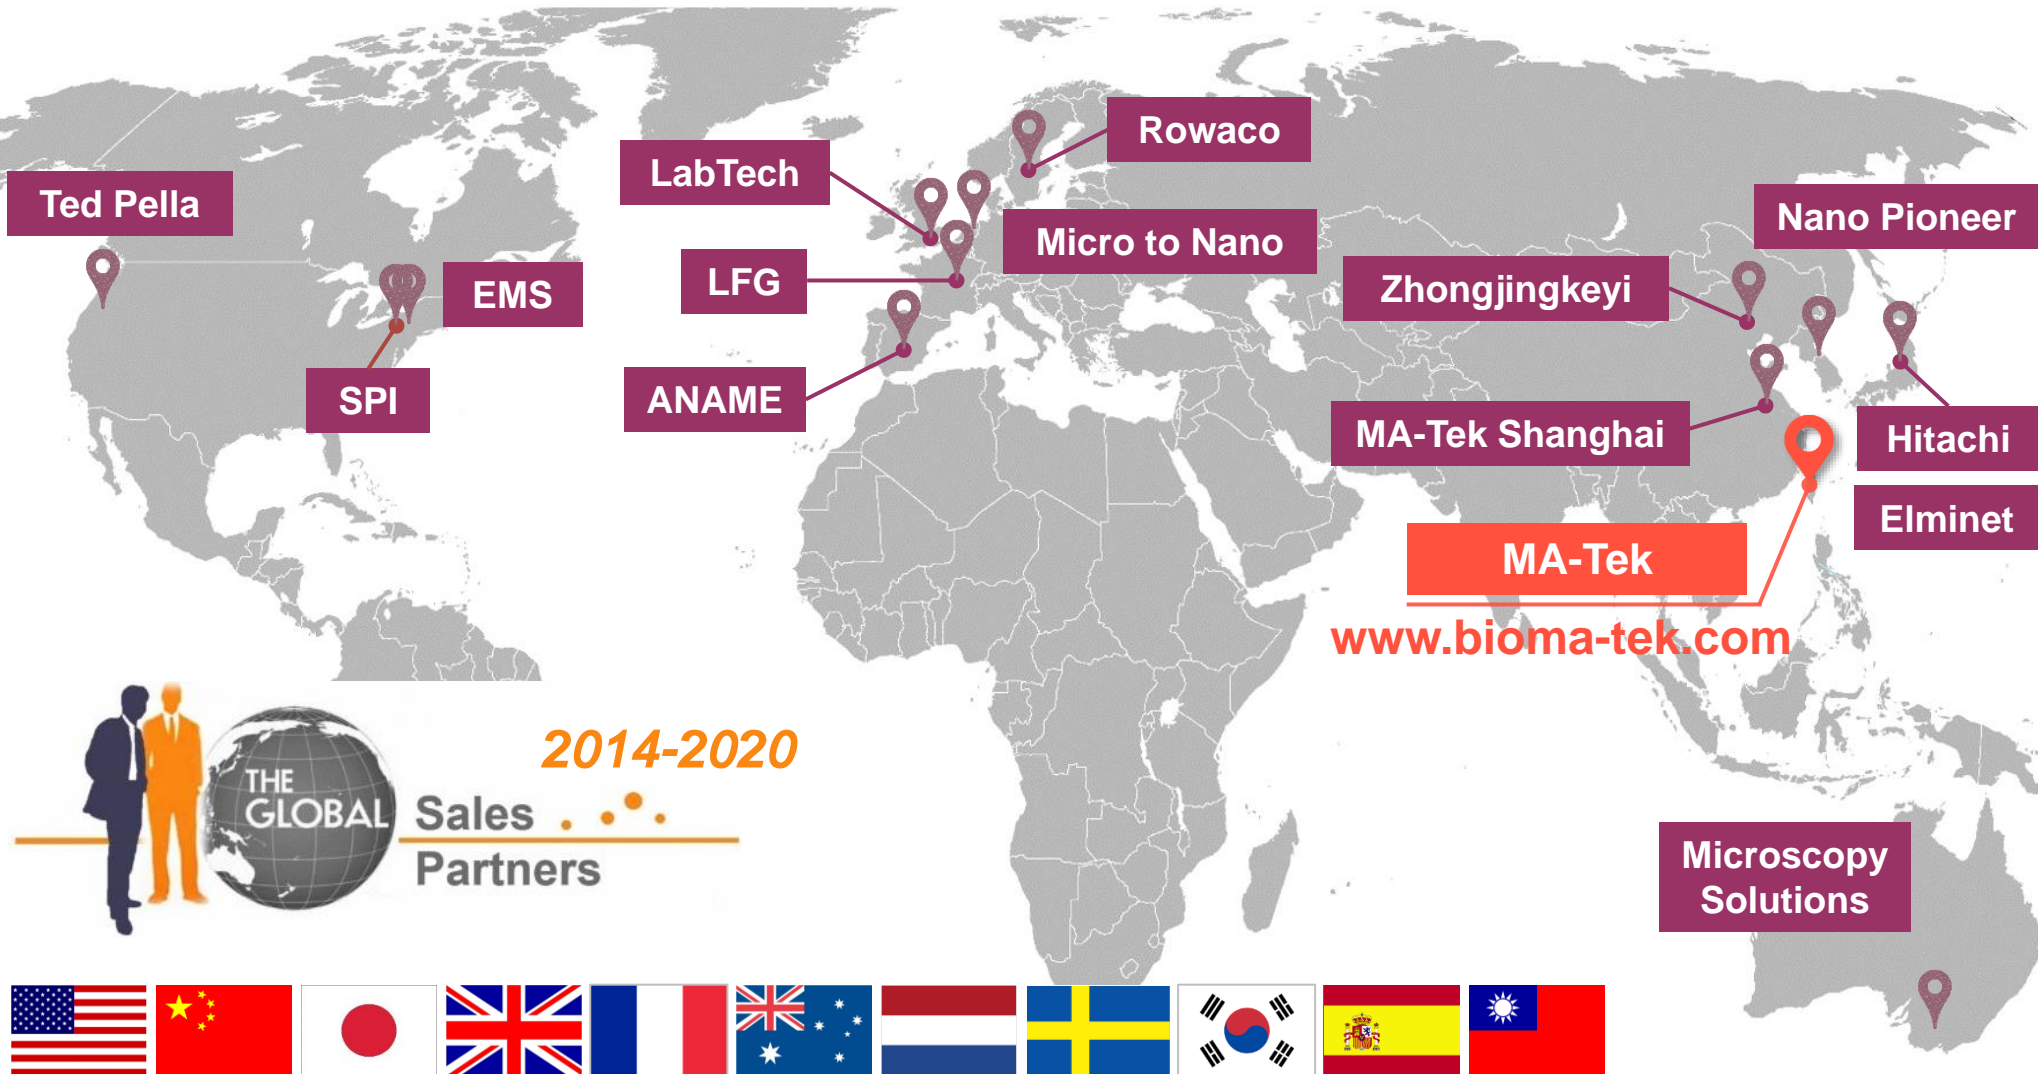 Rowaco
LabTech
Ted Pella
Nano Pioneer
Micro to Nano
LFG
EMS
Zhongjingkeyi
SPI
ANAME
MA-Tek Shanghai
Hitachi
Elminet
MA-Tek
www.bioma-tek.com
2014-2020
THE
GLOBAL
Sales
Partners
Microscopy
Solutions